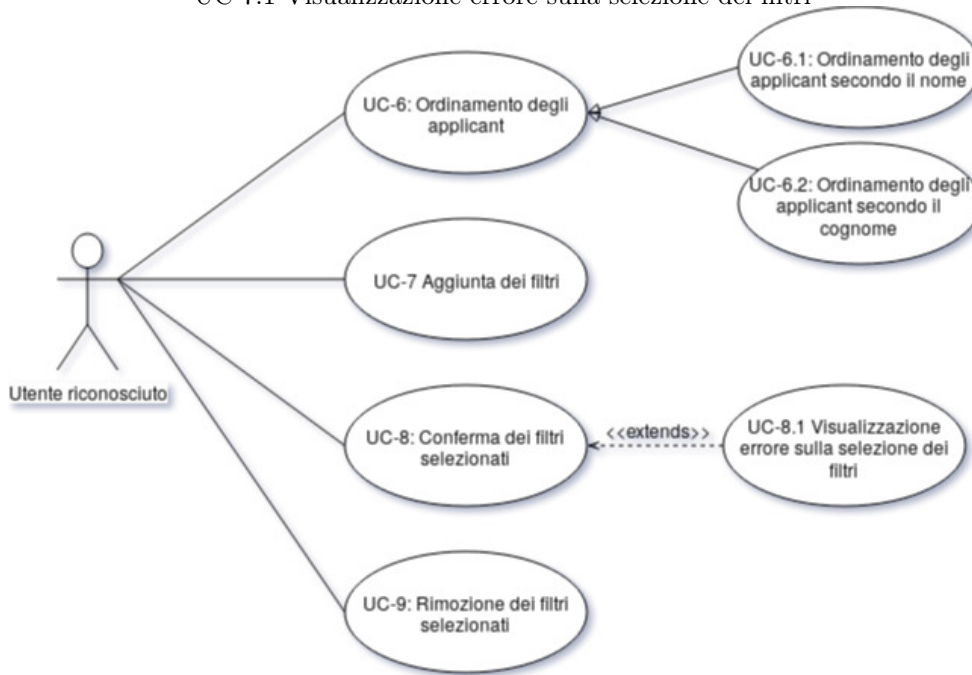 UC-7.1 Visualizzazione errore sulla selezione dei filtri
UC-6.1: Ordinamento degli
applicant secondo il nome
UC-6: Ordinamento degli
applicant
UC-6.2: Ordinamento degli
applicant secondo il
cognome
UC-7 Aggiunta dei filtri
Utente riconosciuto
UC-8: Conferma dei filtri
selezionati
<<extends>>
UC-8.1 Visualizzazione
errore sulla selezione dei
filtri
UC-9: Rimozione dei filtri
selezionati